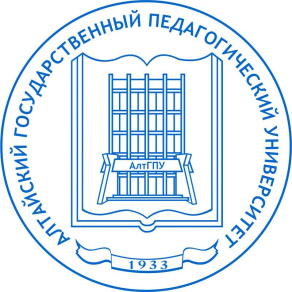 АЛТАЙСКИЙ ГОСУДАРСТВЕННЫЙ ПЕДАГОГИЧЕСКИЙ УНИВЕРСИТЕТ
АлтГПУ
1933